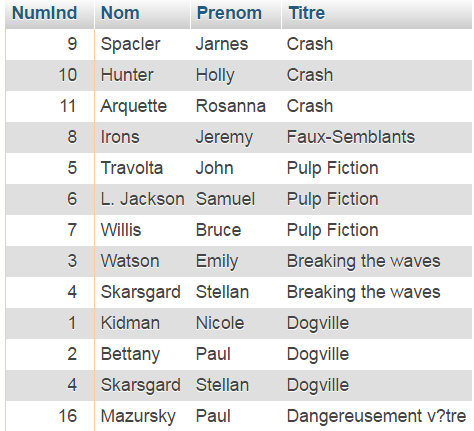 NumInd Nom Prenom Titre
9 Spacler Jarnes Crash
10 Hunter Holly Crash
11 Arquette Rosanna Crash
8 Irons Jeremy Faux-Semblants
5 Travolta John Pulp Fiction
6 L. Jackson Samuel Pulp Fiction
7 Willis Bruce Pulp Fiction
3 Watson Emily Breaking the waves
4 Skarsgard Stellan Breaking the waves
1 Kidman Nicole Dogville
2 Bettany Paul Dogville
4 Skarsgard Stellan Dogville
16 Mazursky Paul Dangereusement v?tre